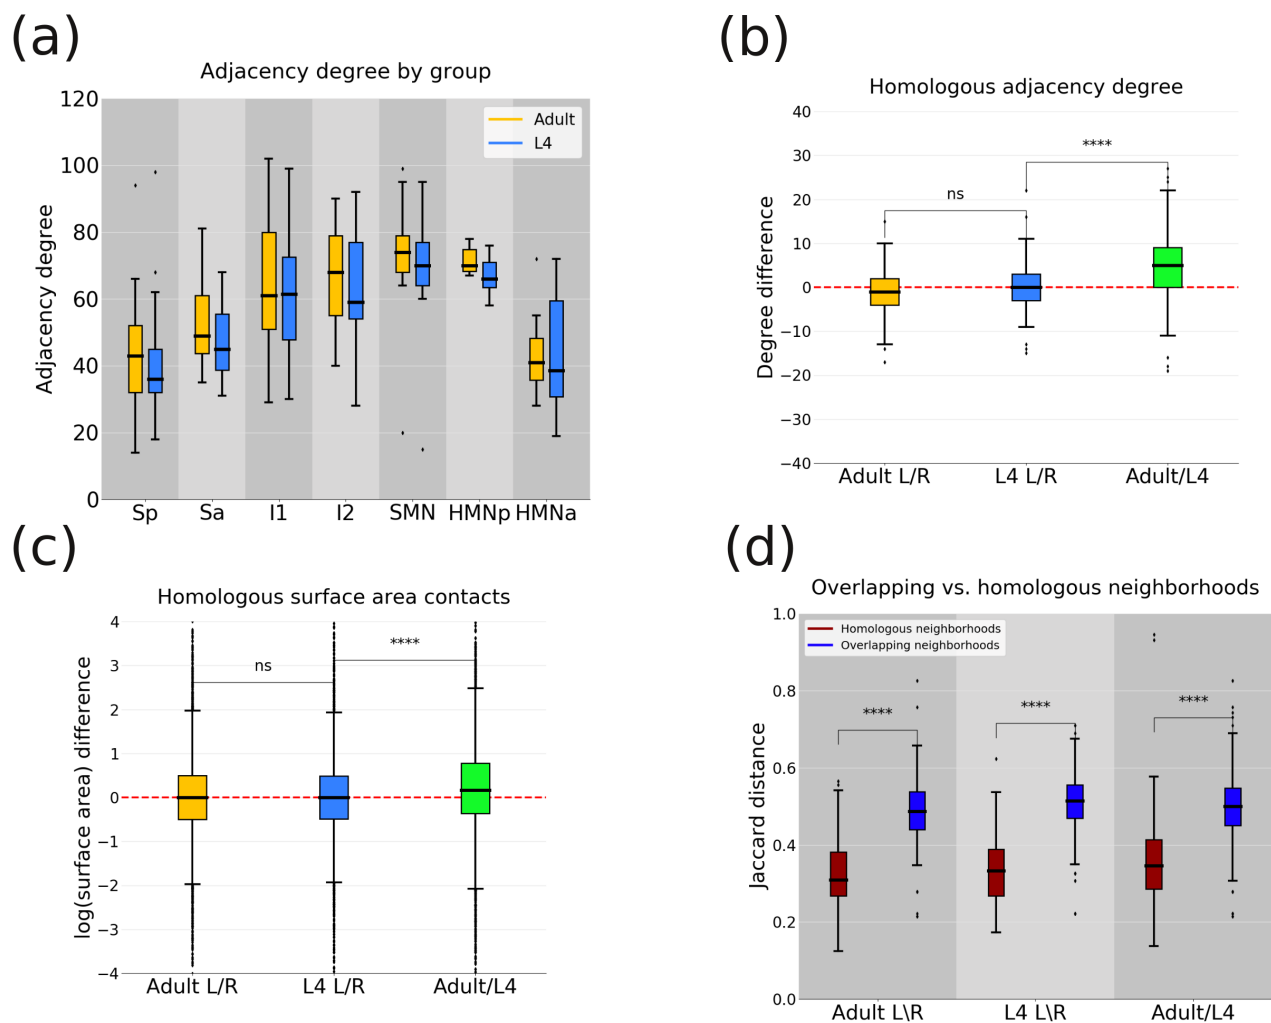 (a)
Adjacency degree by group
Adjacency degree
120
100
80
60
40
20
0
Adult
L4
Sp Sa I1 I2 SMN HMNp HMNa
(b)
Homologous adjacency degree
Degree difference
40
30
20
10
0
−10
−20
−30
−40
ns
****
Adult L/R L4 L/R Adult/L4
(c)
Homologous surface area contacts
log(surface area) difference
4
3
2
1
0
−1
−2
−3
−4
ns
****
Adult L/R L4 L/R Adult/L4
(d)
Overlapping vs. homologous neighborhoods
Jaccard distance
1.0
0.8
0.6
0.4
0.2
0.0
Homologous neighborhoods
Overlapping neighborhoods
**** **** ****
Adult L\R L4 L\R Adult/L4